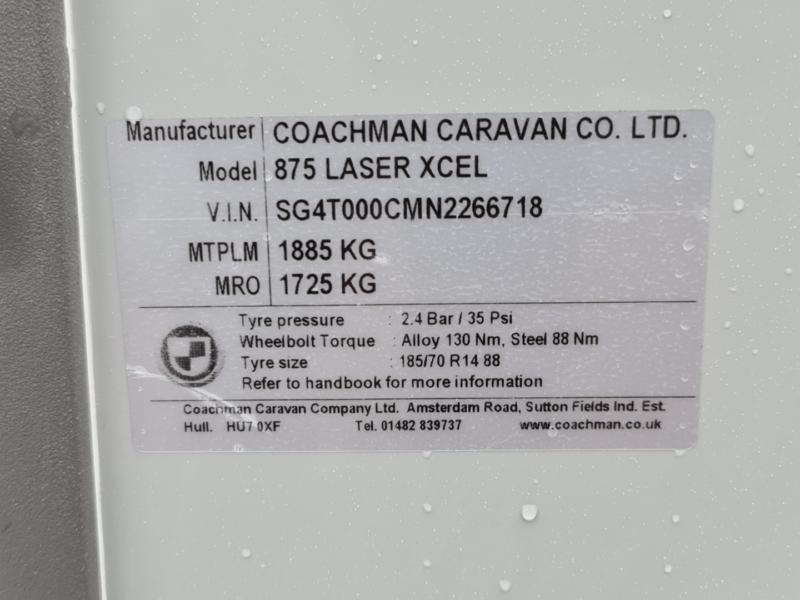 Manufacturer COACHMAN CARAVAN CO. LTD.
Model 875 LASER XCEL
V.I.N. SG4T000CMN2266718
MTPLM 1885 KG
MRO 1725 KG
Tyre pressure : 2.4 Bar / 35 Psi
Wheelbolt Torque : Alloy 130 Nm, Steel 88 Nm
Tyre size : 185/70 R14 88
Refer to handbook for more information
Coachman Caravan Company Ltd. Amsterdam Road, Sutton Fields Ind. Est.
Hull. HU7 0XF Tel. 01482 839737 www.coachman.co.uk